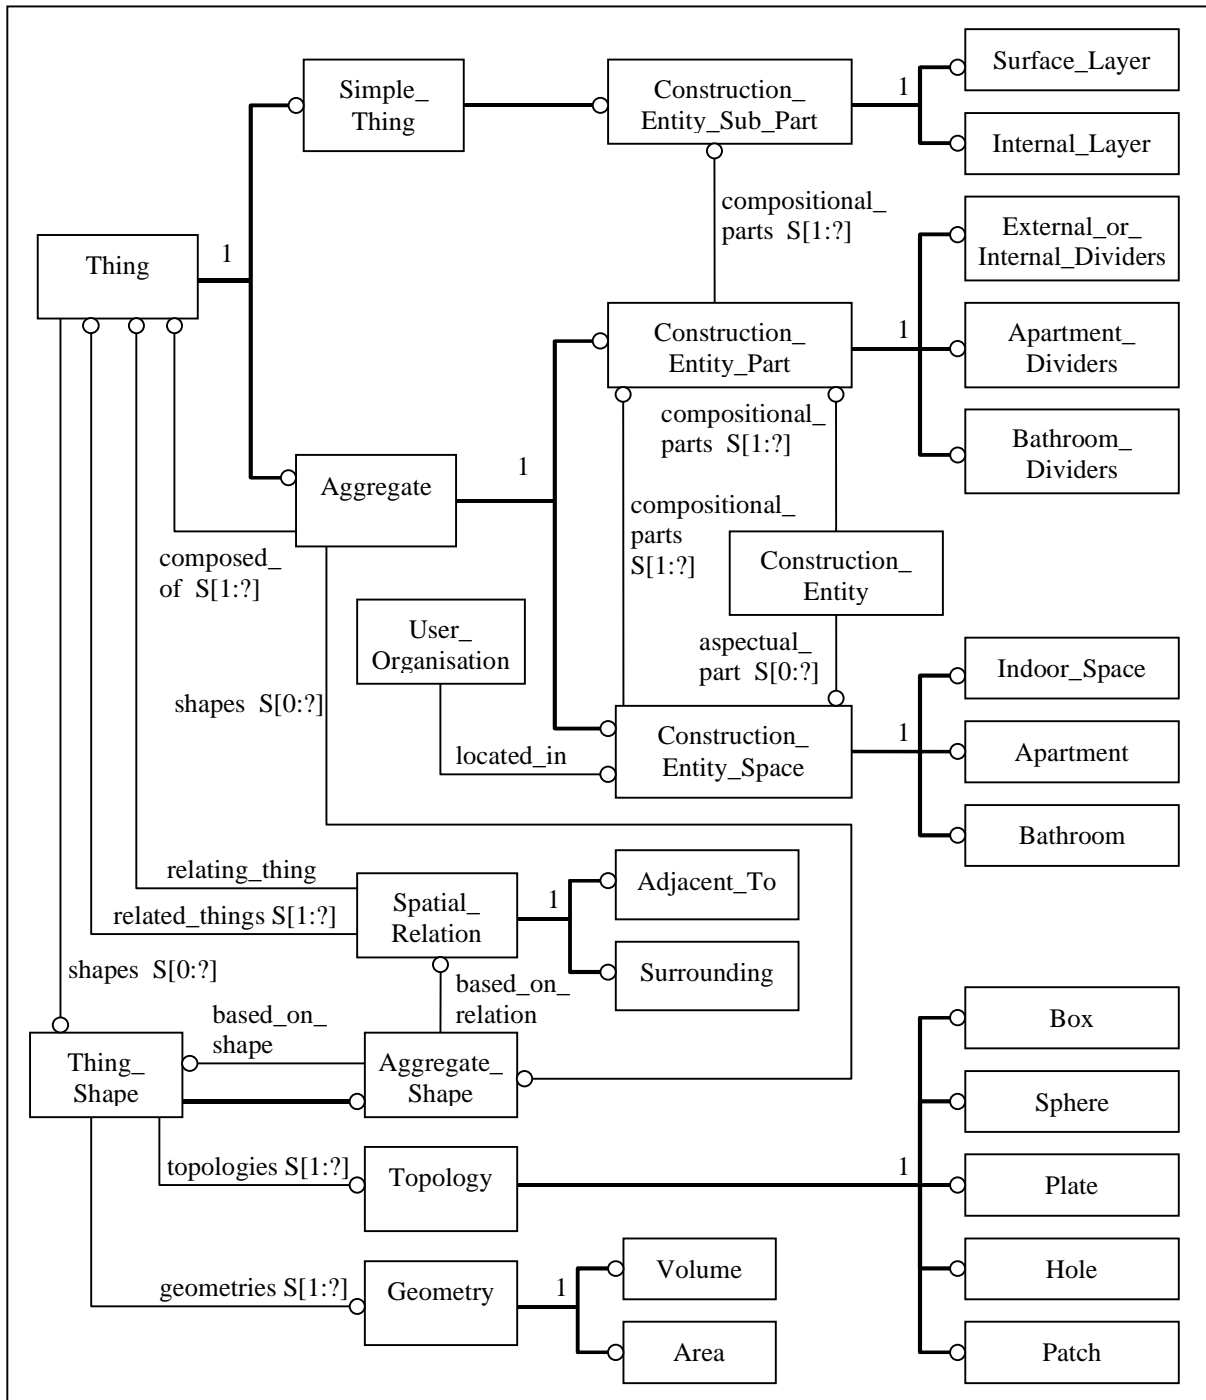 Simple_
Thing
Construction_
Entity_Sub_Part
1
Surface_Layer
Internal_Layer
compositional_
parts S[1:?]
Thing
1
External_or_
Internal_Dividers
Construction_
Entity_Part
1
Apartment_
Dividers
compositional_
parts S[1:?]
Bathroom_
Dividers
Aggregate
1
compositional_
parts
S[1:?]
composed_
of S[1:?]
Construction_
Entity
User_
Organisation
aspectual_
part S[0:?]
Indoor_Space
shapes S[0:?]
located_in
Construction_
Entity_Space
1
Apartment
Bathroom
relating_thing
related_things S[1:?]
Spatial_
Relation
1
Adjacent_To
Surrounding
shapes S[0:?]
based_on_
shape
based_on_
relation
Thing_
Shape
Aggregate_
Shape
Box
Sphere
topologies S[1:?]
Topology
1
Plate
Hole
geometries S[1:?]
Geometry
1
Volume
Area
Patch